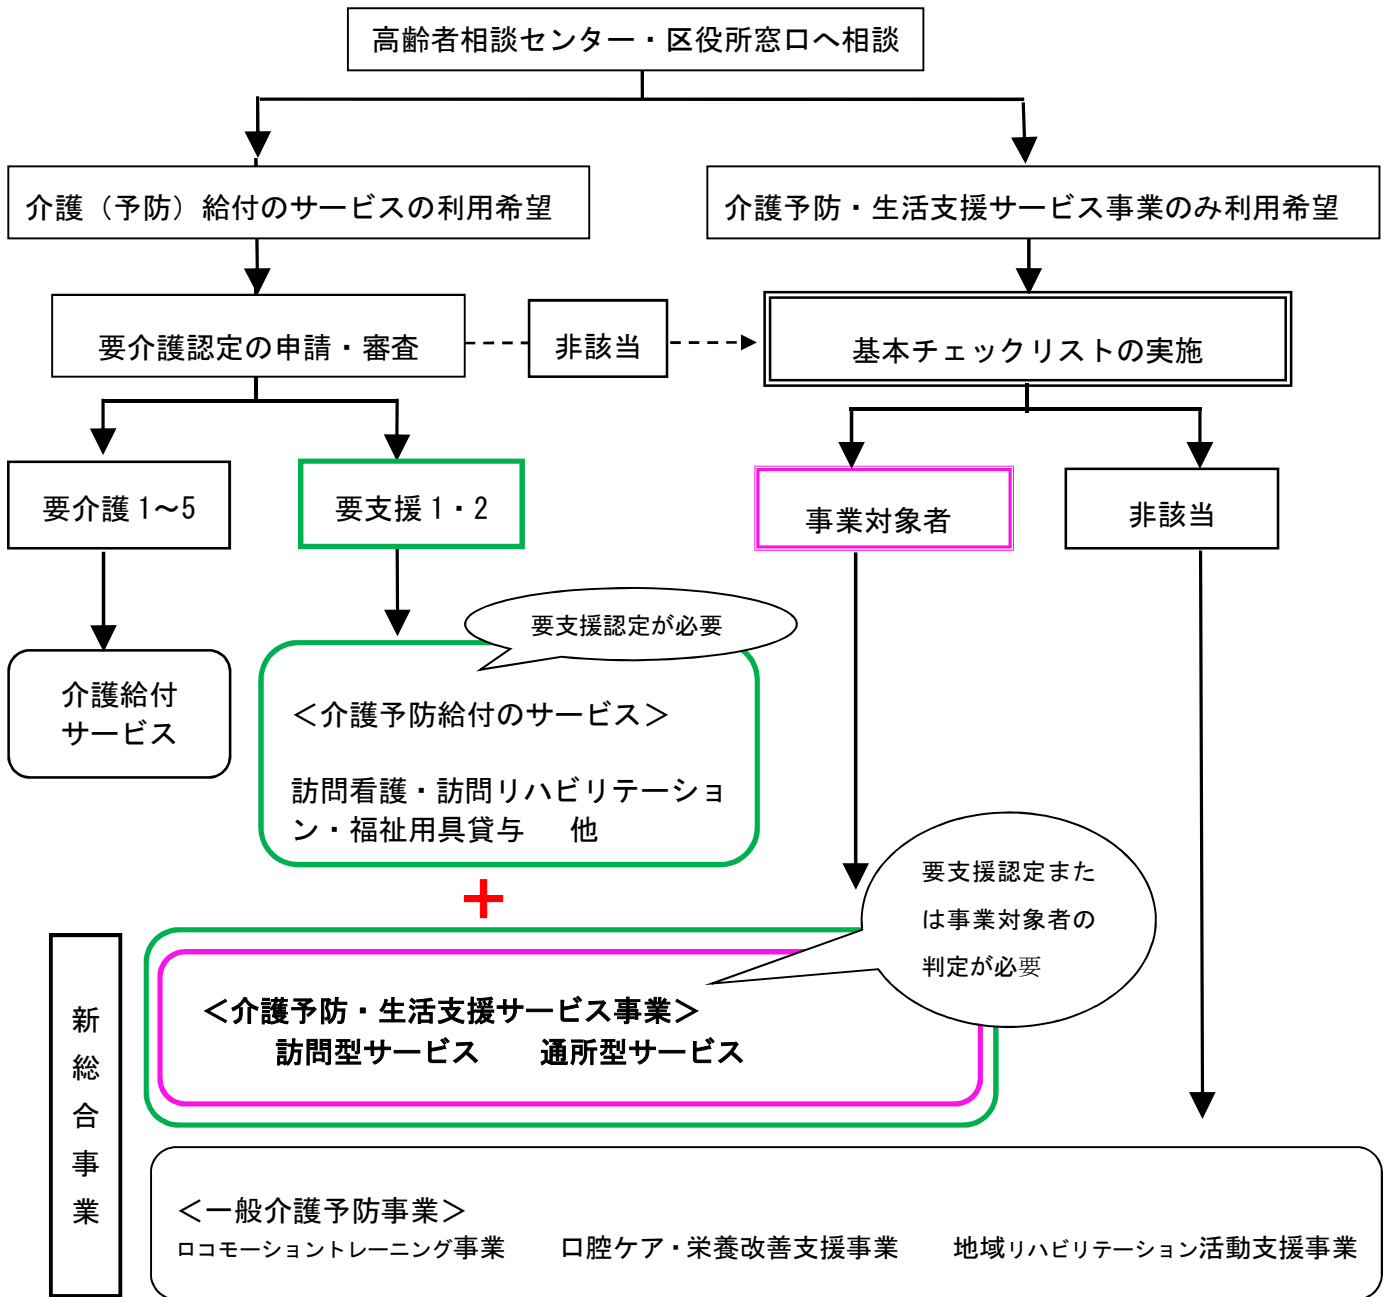 高齢者相談センター・区役所窓口へ相談
介護（予防）給付のサービスの利用希望
介護予防・生活支援サービス事業のみ利用希望
要介護認定の申請・審査
非該当
基本チェックリストの実施
要介護1～5
要支援1・2
事業対象者
非該当
要支援認定が必要
介護給付
サービス
＜介護予防給付のサービス＞
訪問看護・訪問リハビリテーショ
ン・福祉用具貸与　他
＋
要支援認定また
は事業対象者の
判定が必要
新総合事業
＜介護予防・生活支援サービス事業＞
訪問型サービス　通所型サービス
＜一般介護予防事業＞
ロコモーショントレーニング事業　口腔ケア・栄養改善支援事業　地域リハビリテーション活動支援事業